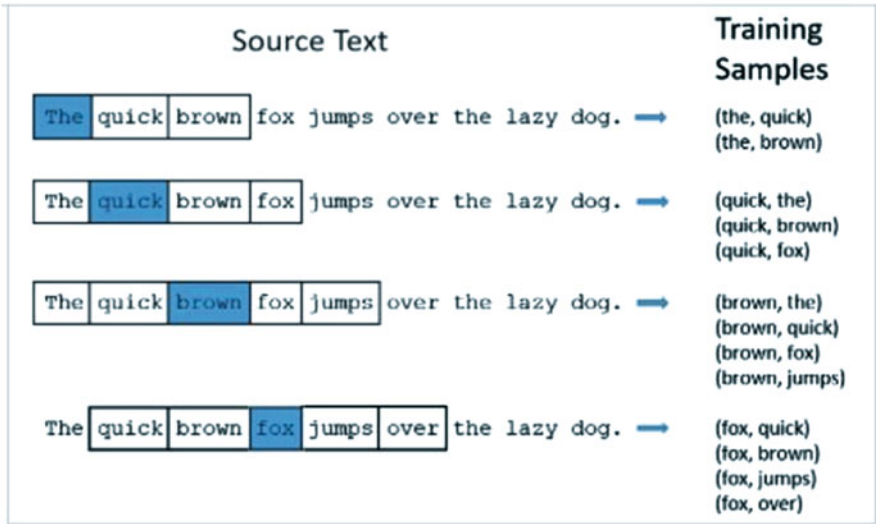 Source Text
Training
Samples
The quick brown fox jumps over the lazy dog.
(the, quick)
(the, brown)
The quick brown fox jumps over the lazy dog.
(quick, the)
(quick, brown)
(quick, fox)
The quick brown fox jumps over the lazy dog.
(brown, the)
(brown, quick)
(brown, fox)
(brown, jumps)
The quick brown fox jumps over the lazy dog.
(fox, quick)
(fox, brown)
(fox, jumps)
(fox, over)